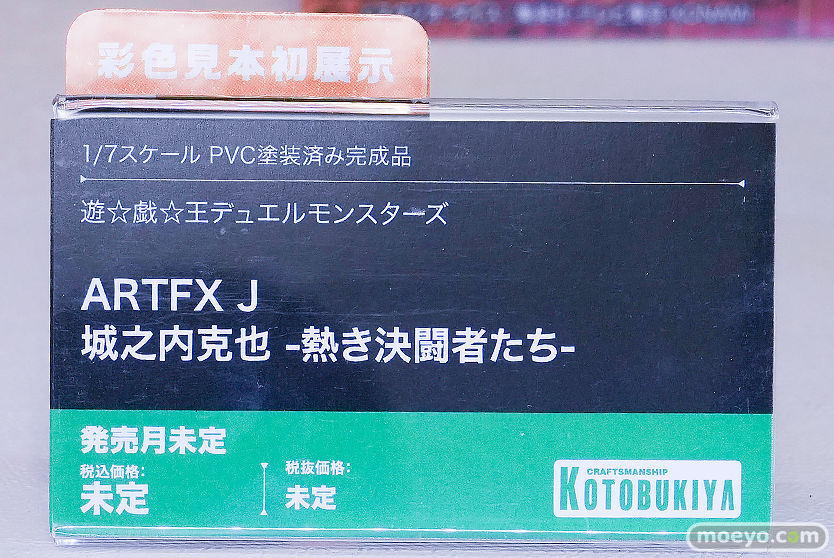 彩色見本初展示
1/7スケール PVC塗装済み完成品
遊☆戯☆王デュエルモンスターズ
ARTFX J
城之内克也 -熱き決闘者たち-
発売月未定
税込価格:
未定
税抜価格:
未定
CRAFTSMANSHIP
KOTOBUKIYA
moeyo.com